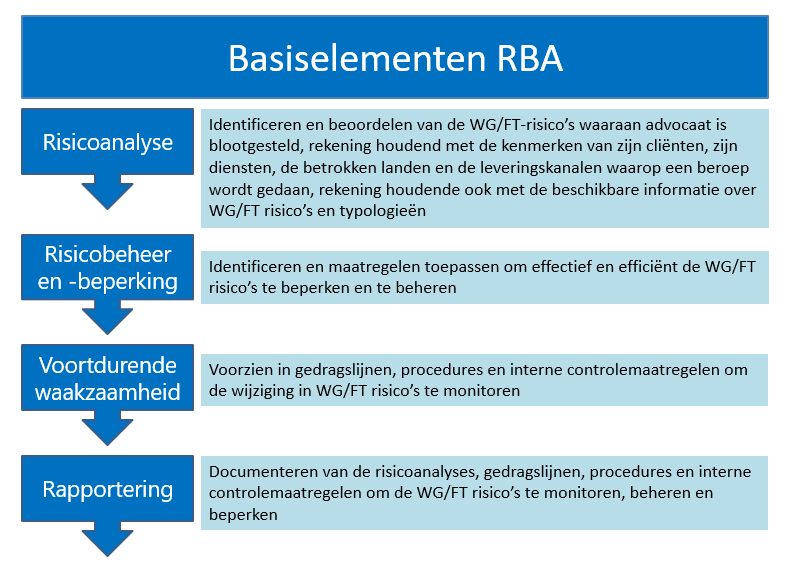 Basiselementen RBA
Risicoanalyse
Identificeren en beoordelen van de WG/FT-risico’s waaraan advocaat is
blootgesteld, rekening houdend met de kenmerken van zijn cliënten, zijn
diensten, de betrokken landen en de leveringskanalen waarop een beroep
wordt gedaan, rekening houdende ook met de beschikbare informatie over
WG/FT risico’s en typologieën
Risicobeheer
en -beperking
Identificeren en maatregelen toepassen om effectief en efficiënt de WG/FT
risico’s te beperken en te beheren
Voortdurende
waakzaamheid
Voorzien in gedragslijnen, procedures en interne controlemaatregelen om
de wijziging in WG/FT risico’s te monitoren
Rapportering
Documenteren van de risicoanalyses, gedragslijnen, procedures en interne
controlemaatregelen om de WG/FT risico’s te monitoren, beheren en
beperken